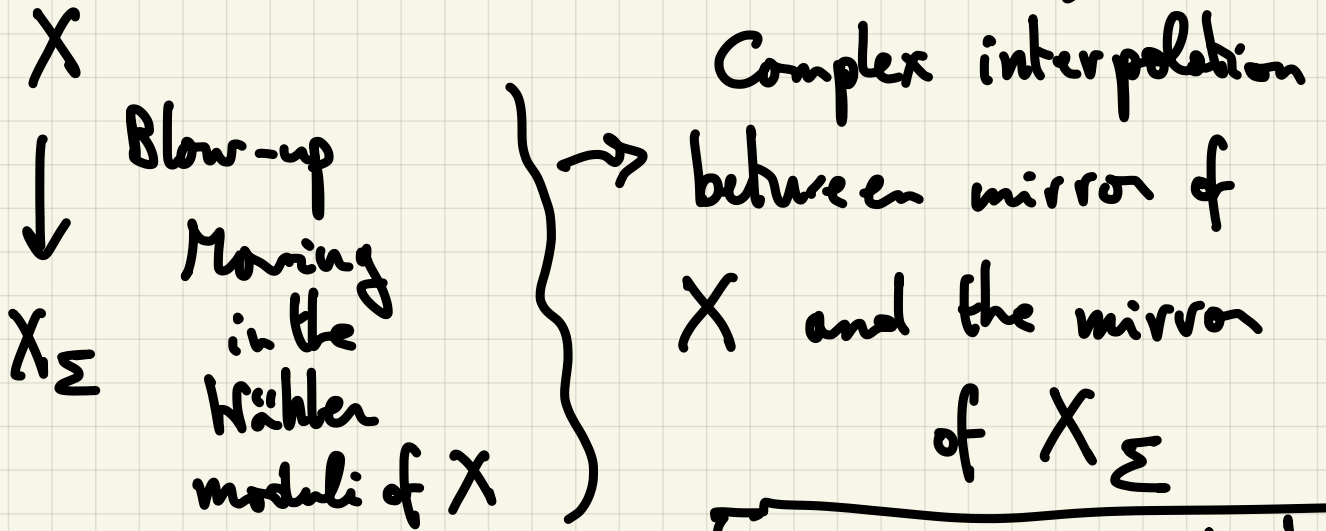 X
Blow-up
Moving
in the
Kähler
moduli of X
↓
X_Σ
→
Complex interpolation
between mirror of
X and the mirror
of X_Σ